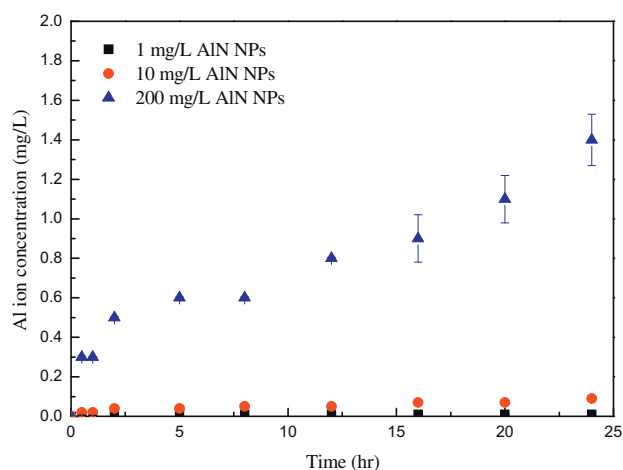 2.0
1.8
1.6
1.4
1.2
1.0
0.8
0.6
0.4
0.2
0.0
Al ion concentration (mg/L)
1 mg/L AlN NPs
10 mg/L AlN NPs
200 mg/L AlN NPs
0 5 10 15 20 25
Time (hr)